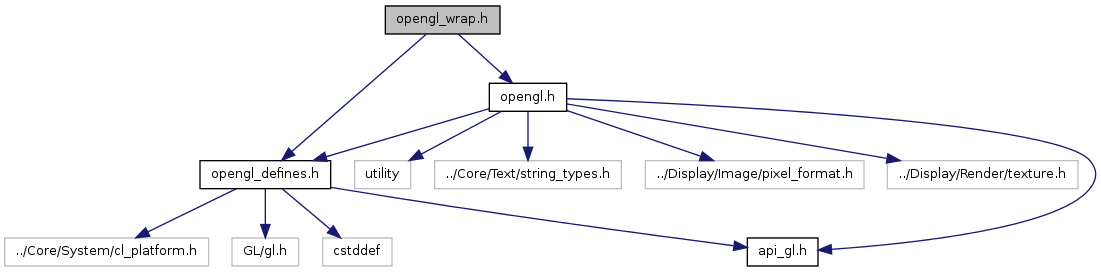 opengl_wrap.h
opengl.h
opengl_defines.h
utility
../Core/Text/string_types.h
../Display/Image/pixel_format.h
../Display/Render/texture.h
../Core/System/cl_platform.h
GL/gl.h
cstddef
api_gl.h